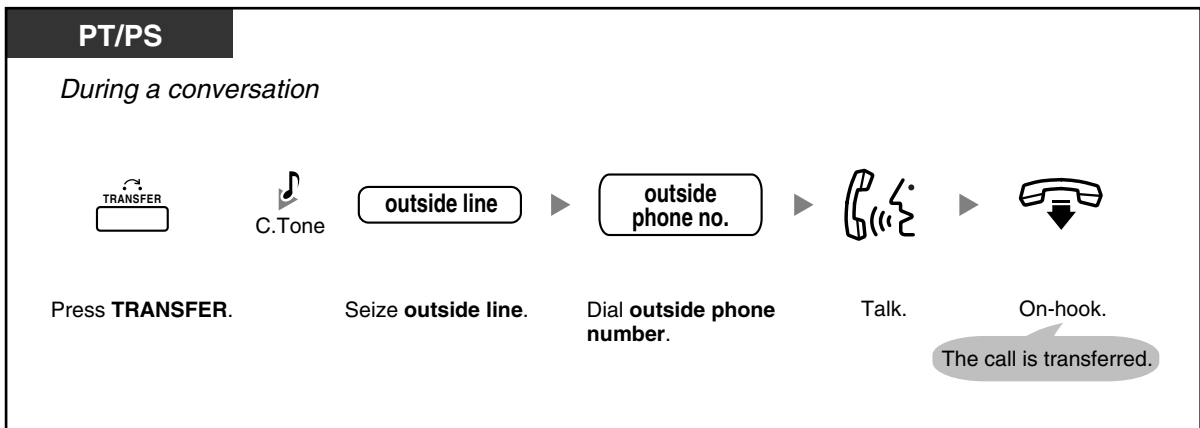 PT/PS
During a conversation
TRANSFER
C.Tone
outside line
outside
phone no.
Press TRANSFER.
Seize outside line.
Dial outside phone
number.
Talk.
On-hook.
The call is transferred.